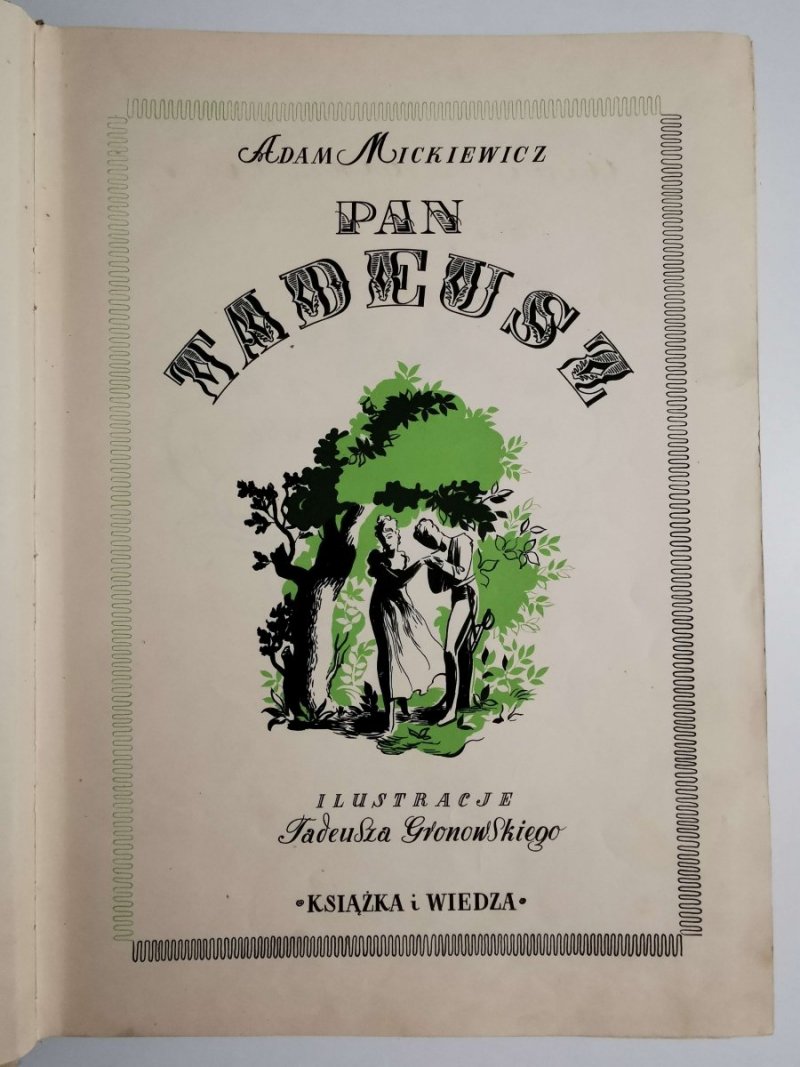 ADAM MICKIEWICZ
PAN
TADEUSZ
ILUSTRACJE
Tadeusza Gronowskiego
• KSIĄŻKA i WIEDZA •